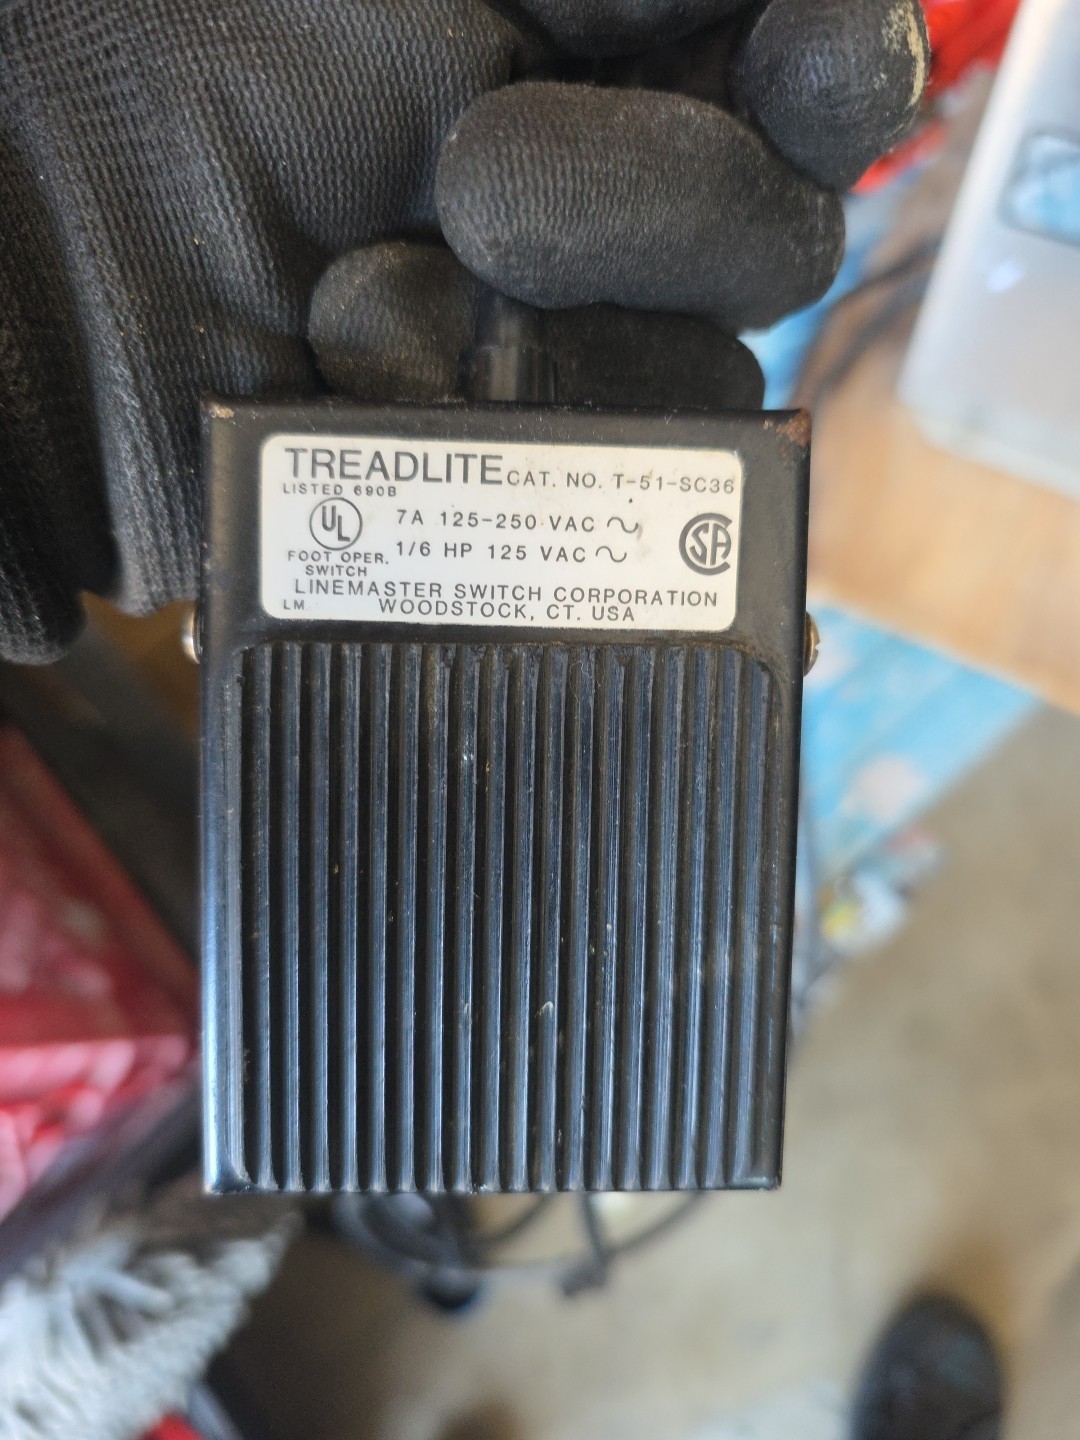 TREADLITE CAT. NO. T-51-SC36
LISTED 690B
UL
7A 125-250 VAC ∿
FOOT OPER.
SWITCH
1/6 HP 125 VAC ∿
SA
LINEMASTER SWITCH CORPORATION
LM WOODSTOCK, CT. USA